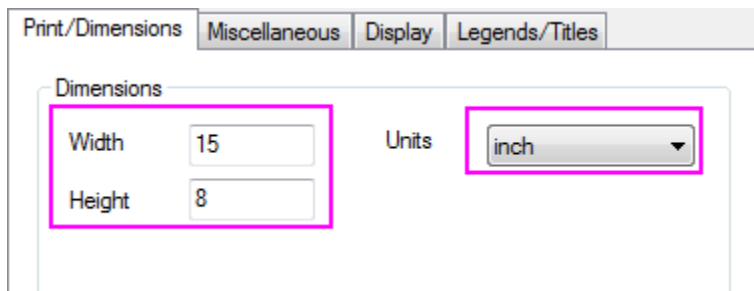 Print/Dimensions Miscellaneous Display Legends/Titles
Dimensions
Width 15 Units inch
Height 8